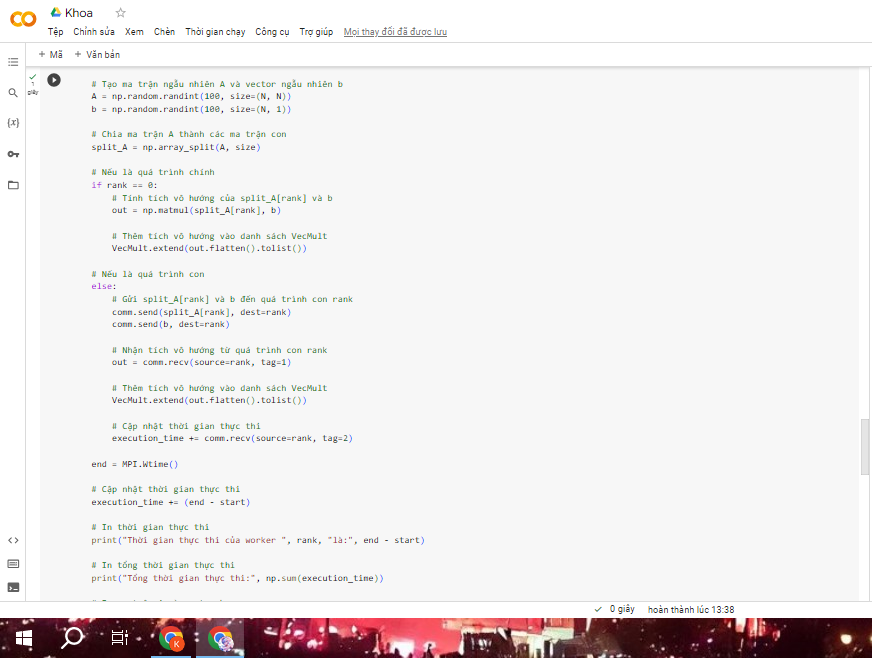 CO Khoa
Tệp Chỉnh sửa Xem Chèn Thời gian chạy Công cụ Trợ giúp Mọi thay đổi đã được lưu
+ Mã + Văn bản
1
giây
# Tạo ma trận ngẫu nhiên A và vector ngẫu nhiên b
A = np.random.randint(100, size=(N, N))
b = np.random.randint(100, size=(N, 1))
# Chia ma trận A thành các ma trận con
split_A = np.array_split(A, size)
# Nếu là quá trình chính
if rank == 0:
# Tính tích vô hướng của split_A[rank] và b
out = np.matmul(split_A[rank], b)
# Thêm tích vô hướng vào danh sách VecMult
VecMult.extend(out.flatten().tolist())
# Nếu là quá trình con
else:
# Gửi split_A[rank] và b đến quá trình con rank
comm.send(split_A[rank], dest=rank)
comm.send(b, dest=rank)
# Nhận tích vô hướng từ quá trình con rank
out = comm.recv(source=rank, tag=1)
# Thêm tích vô hướng vào danh sách VecMult
VecMult.extend(out.flatten().tolist())
# Cập nhật thời gian thực thi
execution_time += comm.recv(source=rank, tag=2)
end = MPI.Wtime()
# Cập nhật thời gian thực thi
execution_time += (end - start)
# In thời gian thực thi
print("Thời gian thực thi của worker ", rank, "là:", end - start)
# In tổng thời gian thực thi
print("Tổng thời gian thực thi:", np.sum(execution_time))
{x}
0 giây hoàn thành lúc 13:38
K